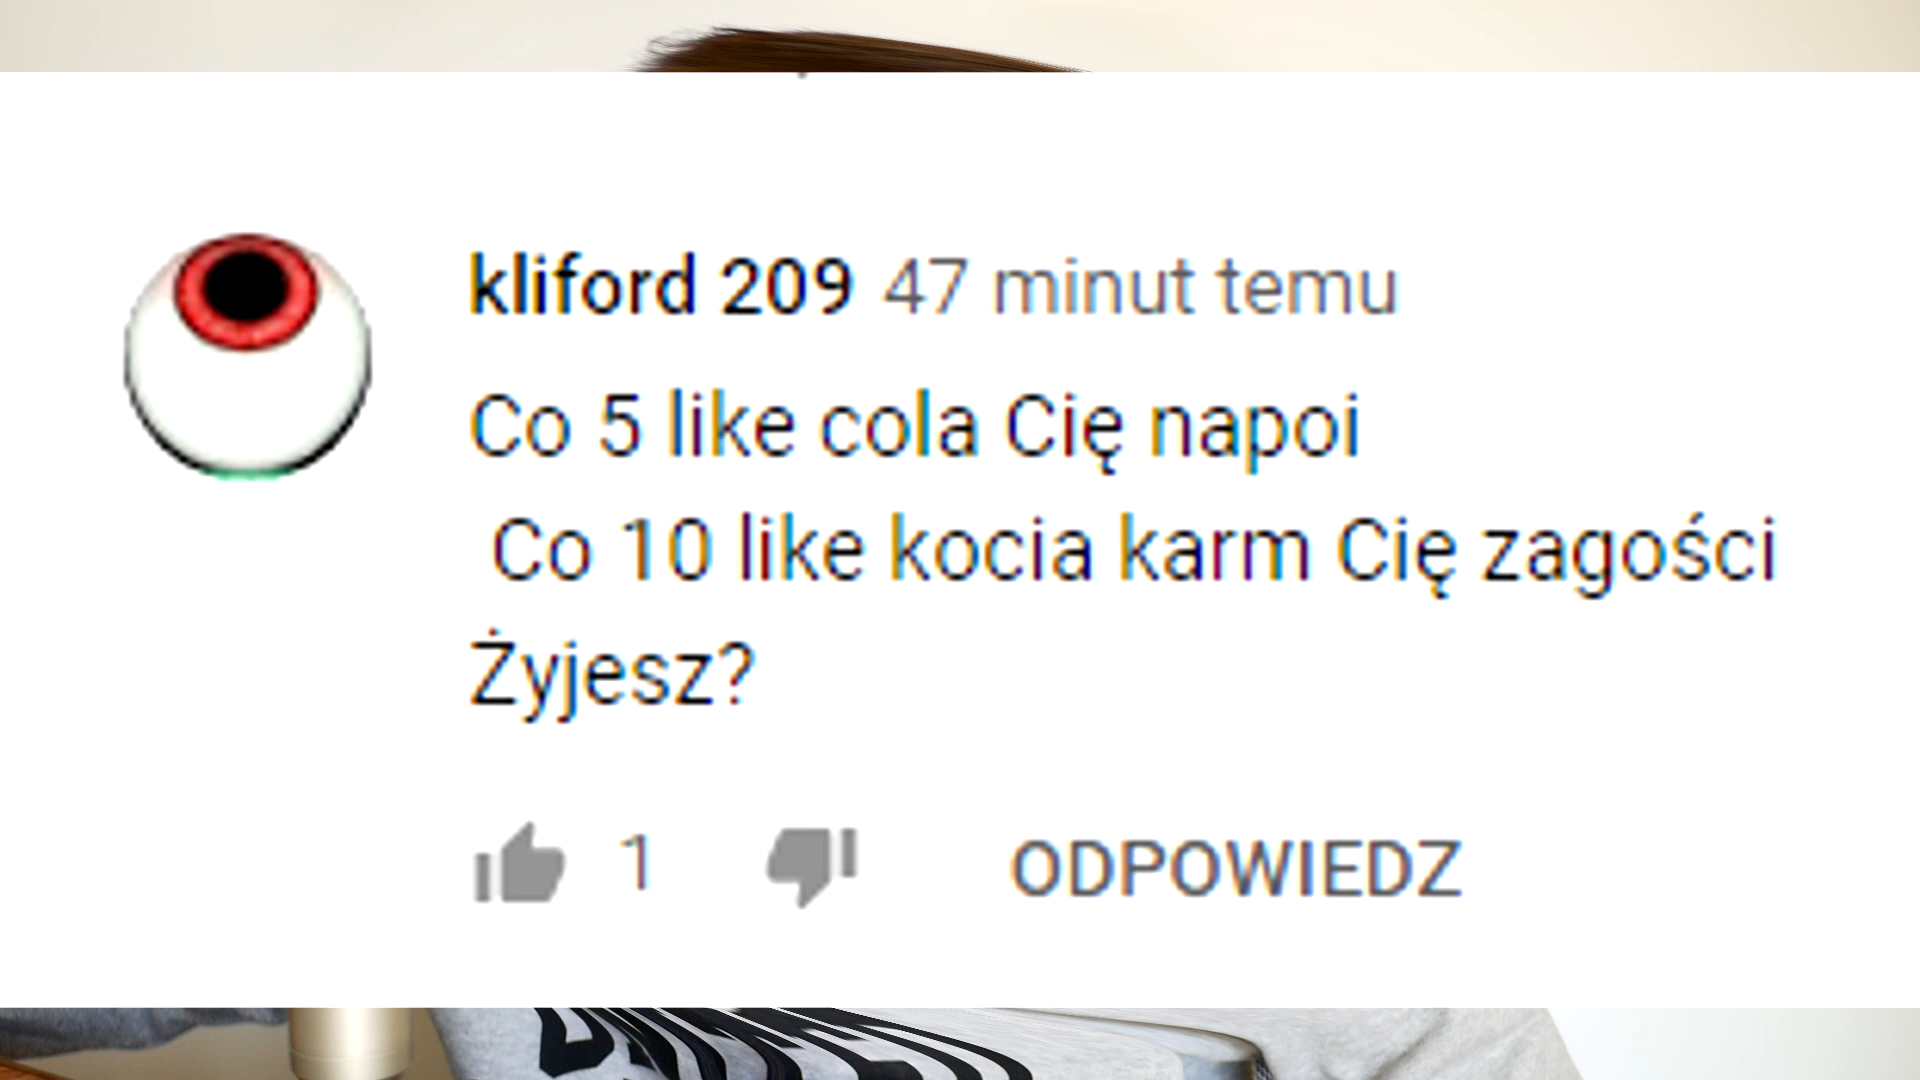 kliford 209 47 minut temu
Co 5 like cola Cię napoi
Co 10 like kocia karm Cię zagości
Żyjesz?
1 ODPOWIEDZ